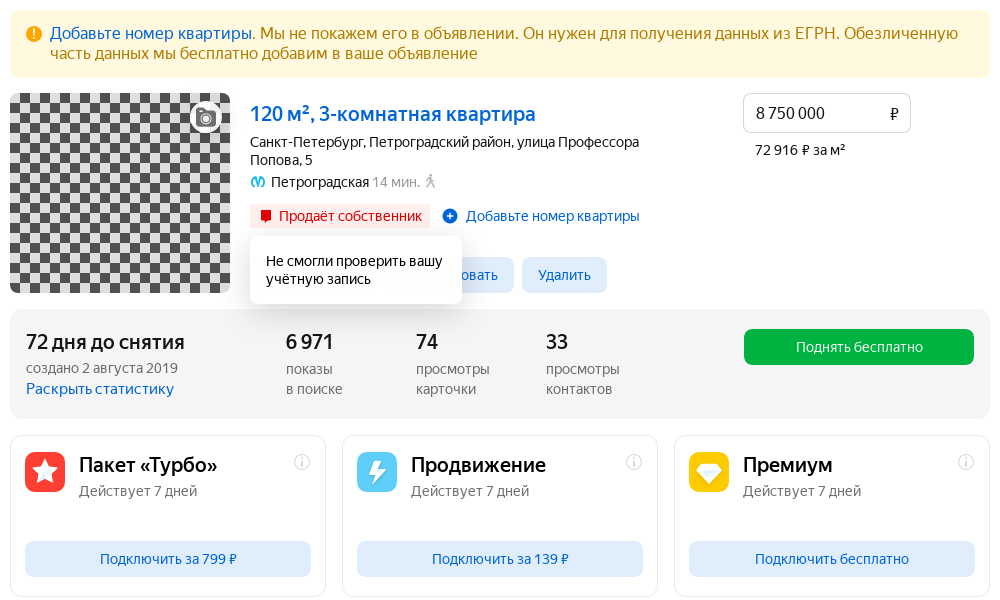 Добавьте номер квартиры. Мы не покажем его в объявлении. Он нужен для получения данных из ЕГРН. Обезличенную
часть данных мы бесплатно добавим в ваше объявление
120 м², 3-комнатная квартира
8 750 000 ₽
Санкт-Петербург, Петроградский район, улица Профессора
Попова, 5
72 916 ₽ за м²
Петроградская 14 мин.
Продаёт собственник
Добавьте номер квартиры
Не смогли проверить вашу
учётную запись
овать
Удалить
72 дня до снятия
создано 2 августа 2019
Раскрыть статистику
6 971
показы
в поиске
74
просмотры
карточки
33
просмотры
контактов
Поднять бесплатно
Пакет «Турбо»
Действует 7 дней
Подключить за 799 ₽
Продвижение
Действует 7 дней
Подключить за 139 ₽
Премиум
Действует 7 дней
Подключить бесплатно